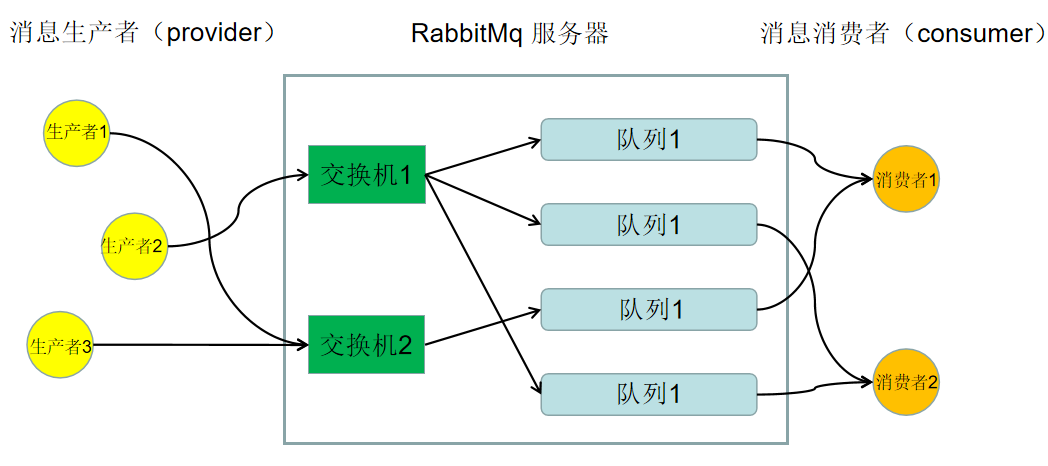 消息生产者（provider）
RabbitMq 服务器
消息消费者（consumer）
生产者1
生产者2
生产者3
交换机1
交换机2
队列1
队列1
队列1
队列1
消费者1
消费者2